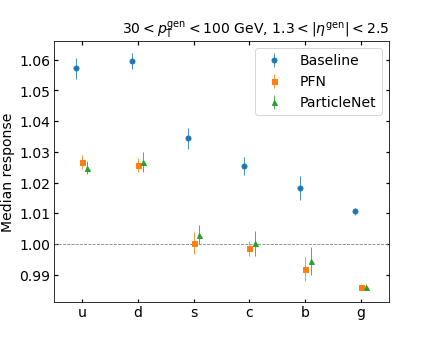 30 < p_T^gen < 100 GeV, 1.3 < |η^gen| < 2.5
Median response
1.06
1.05
1.04
1.03
1.02
1.01
1.00
0.99
Baseline
PFN
ParticleNet
u d s c b g